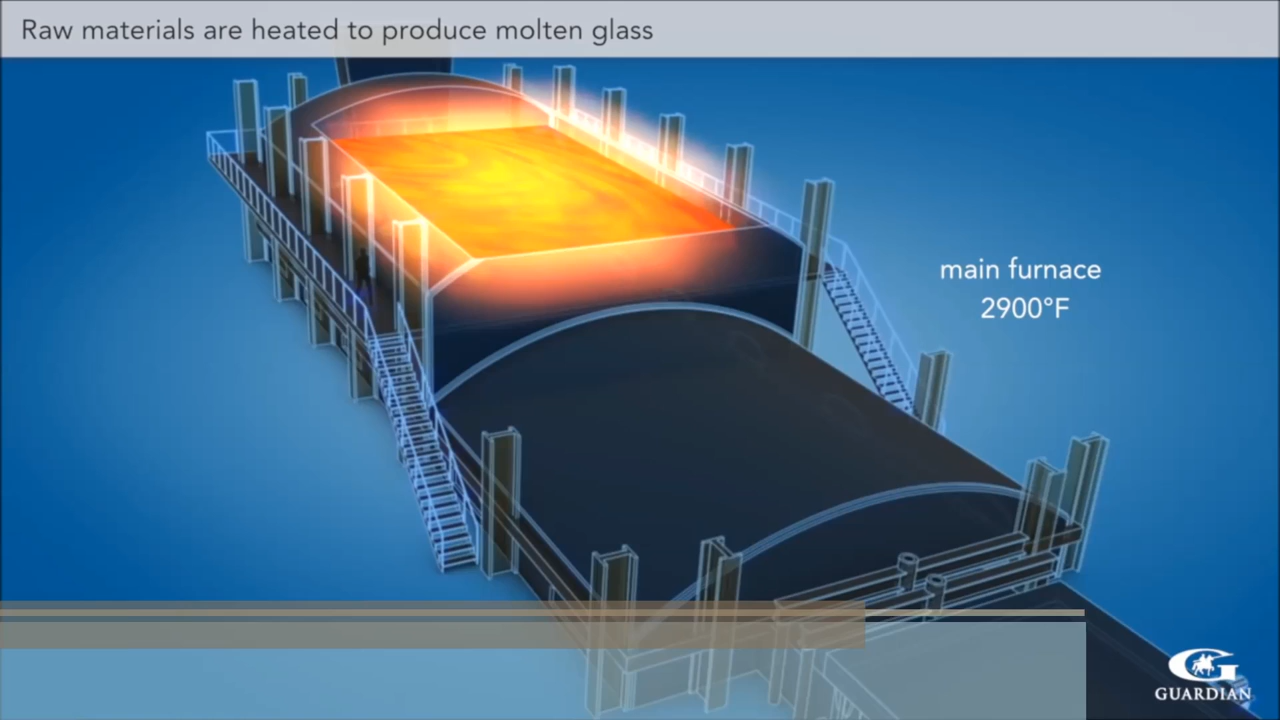 Raw materials are heated to produce molten glass
main furnace
2900°F
GUARDIAN